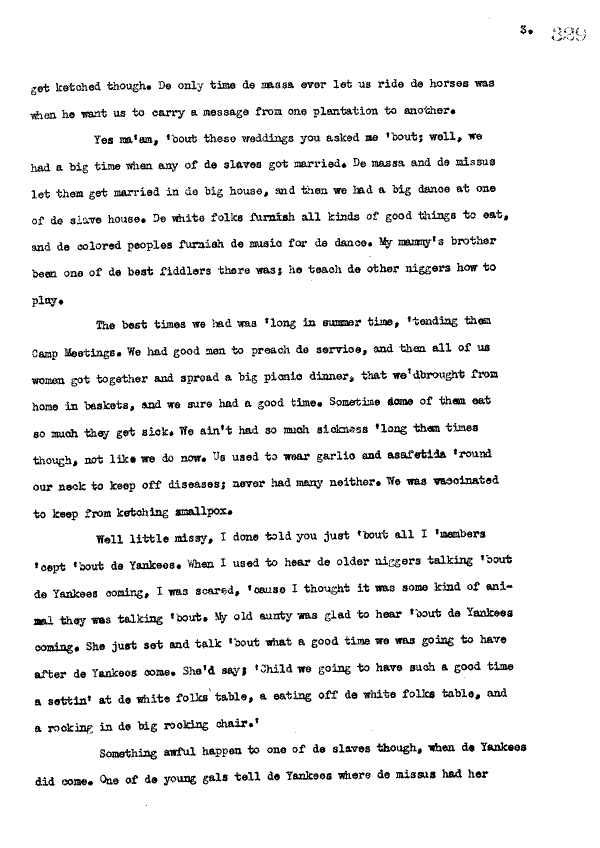 3. 329
get ketched though. De only time de massa ever let us ride de horses was
when he want us to carry a message from one plantation to another.
Yes ma'am, 'bout these weddings you asked me 'bout; well, we
had a big time when any of de slaves got married. De massa and de missus
let them get married in de big house, and then we had a big dance at one
of de slave house. De white folks furnish all kinds of good things to eat,
and de colored peoples furnish de music for de dance. My mammy's brother
been one of de best fiddlers there was; he teach de other niggers how to
play.
The best times we had was 'long in summer time, 'tending them
Camp Meetings. We had good men to preach de service, and then all of us
women got together and spread a big picnic dinner, that we'dbrought from
home in baskets, and we sure had a good time. Sometime some of them eat
so much they get sick. We ain't had so much sickness 'long them times
though, not like we do now. Us used to wear garlic and asafetida 'round
our neck to keep off diseases; never had many neither. We was vaccinated
to keep from ketching smallpox.
Well little missy, I done told you just 'bout all I 'members
'cept 'bout de Yankees. When I used to hear de older niggers talking 'bout
de Yankees coming, I was scared, 'cause I thought it was some kind of ani-
mal they was talking 'bout. My old aunty was glad to hear 'bout de Yankees
coming. She just set and talk 'bout what a good time we was going to have
after de Yankees come. She'd say; 'Child we going to have such a good time
a settin' at de white folks' table, a eating off de white folks table, and
a rocking in de big rocking chair.'
Something awful happen to one of de slaves though, when de Yankees
did come. One of de young gals tell de Yankees where de missus had her